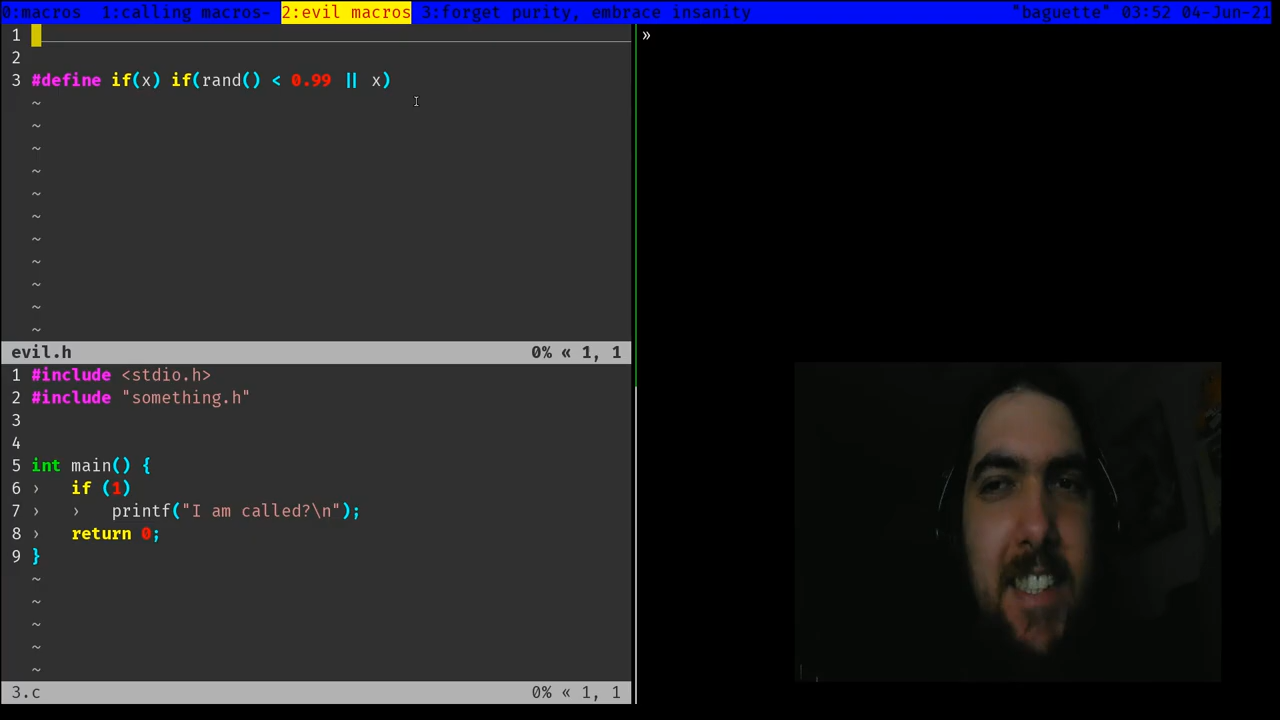 0:macros  1:calling macros- 2:evil macros 3:forget purity, embrace insanity "baguette" 03:52 04-Jun-21
1
2
3 #define if(x) if(rand() < 0.99 || x)
~
~
~
~
~
~
~
~
~
~
~
evil.h 0% « 1, 1
1 #include <stdio.h>
2 #include "something.h"
3
4
5 int main() {
6 ›   if (1)
7 ›   ›   printf("I am called?\n");
8 ›   return 0;
9 }
~
~
~
~
~
3.c 0% « 1, 1
»